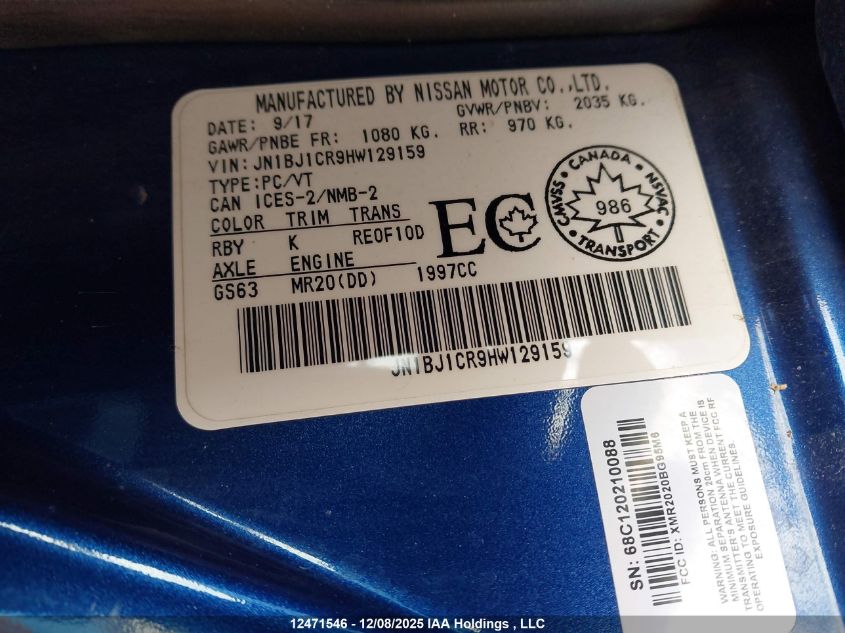 MANUFACTURED BY NISSAN MOTOR CO.,LTD.
DATE: 9/17 GVWR/PNBV: 2035 KG.
GAWR/PNBE FR: 1080 KG. RR: 970 KG.
VIN: JN1BJ1CR9HW129159
TYPE:PC/VT
CAN ICES-2/NMB-2
COLOR TRIM TRANS
RBY K RE0F10D
AXLE ENGINE
GS63 MR20(DD) 1997CC
EC
CANADA
CMVSS NSVAC
986
TRANSPORT
JN1BJ1CR9HW129159
SN: 68C120210088
FCC ID: XMR2020BG95M6
WARNING: ALL PERSONS MUST KEEP A
MINIMUM SEPARATION 20cm FROM THE
TRANSMITTER'S ANTENNA WHEN DEVICE IS
OPERATING TO MEET THE CURRENT FCC RF
EXPOSURE GUIDELINES.
12471546 - 12/08/2025 IAA Holdings , LLC